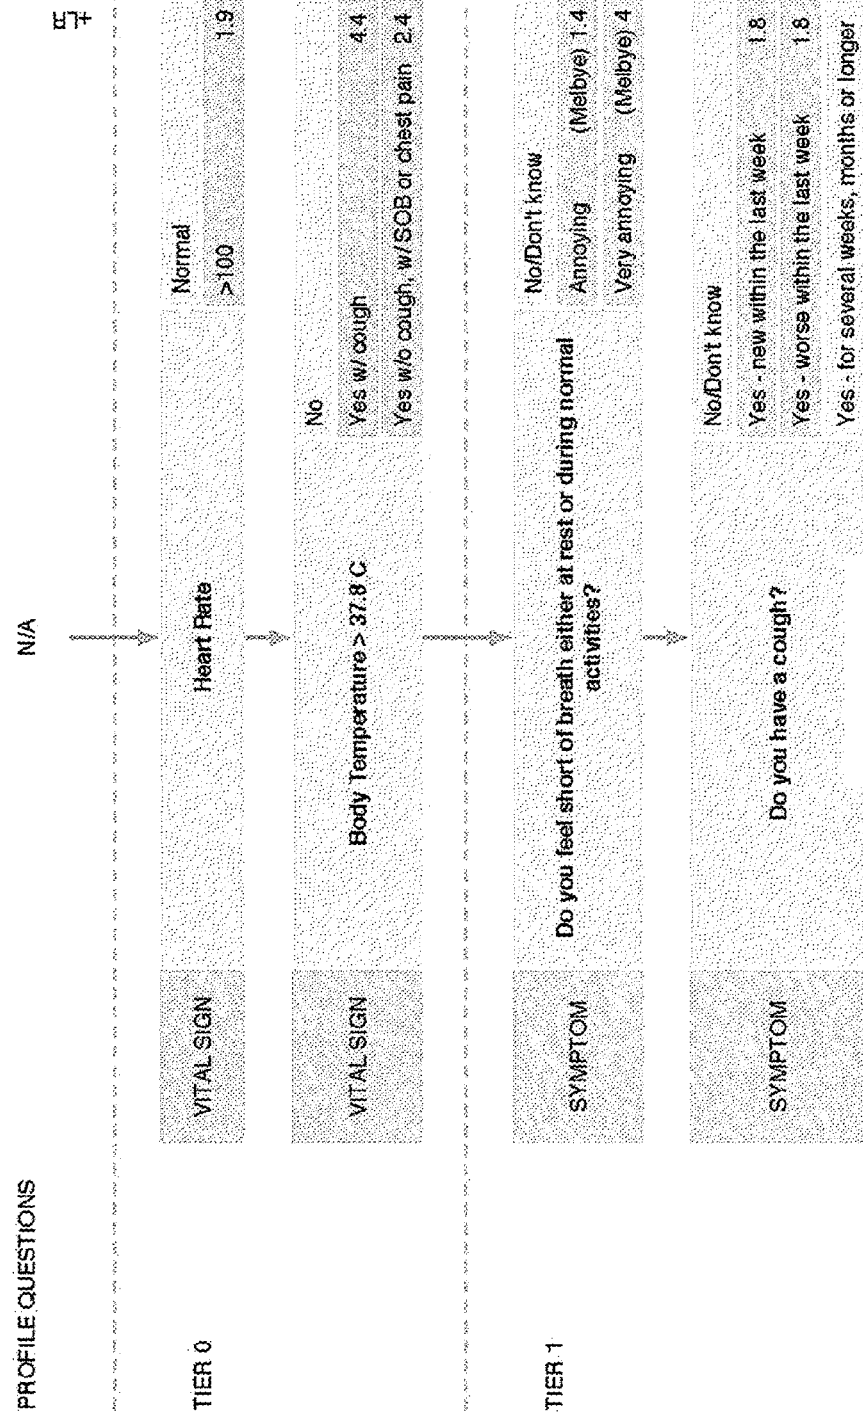 PROFILE QUESTIONS
N/A
+LR
TIER 0
VITAL SIGN
Heart Rate
Normal
>100 1.9
VITAL SIGN
Body Temperature > 37.8 C
No
Yes w/ cough 4.4
Yes w/o cough, w/ SOB or chest pain 2.4
TIER 1
SYMPTOM
Do you feel short of breath either at rest or during normal
activities?
No/Don't know
Annoying (Melbye) 1.4
Very annoying (Melbye) 4
SYMPTOM
Do you have a cough?
No/Don't know
Yes - new within the last week 1.8
Yes - worse within the last week 1.8
Yes - for several weeks, months or longer